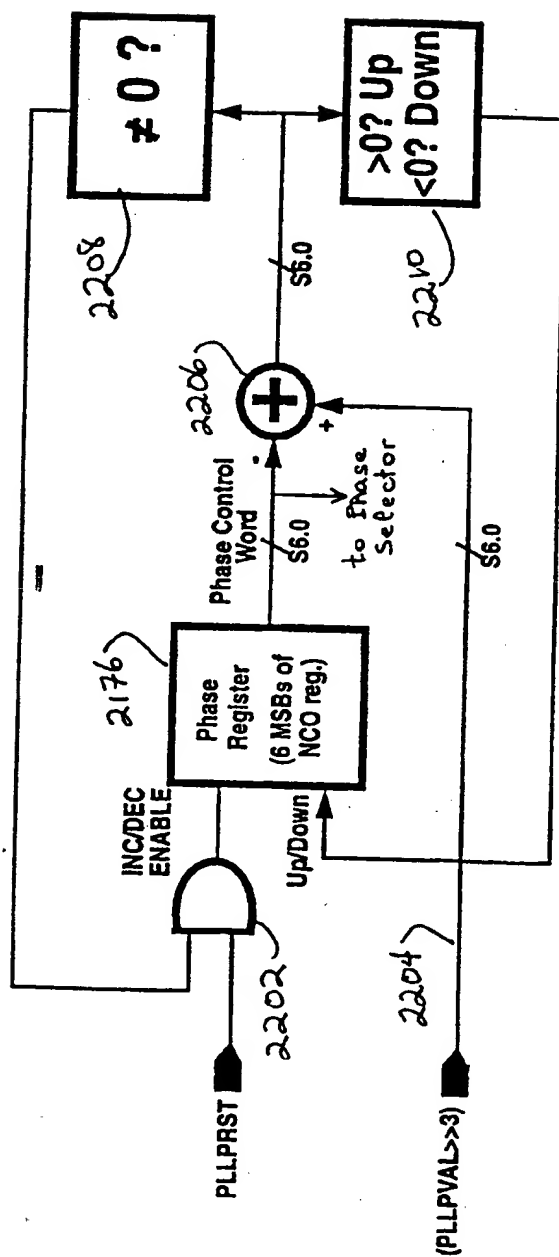 ≠ 0 ?
2208
>0? Up
<0? Down
2210
S6.0
2206
+
-
+
Phase Control
Word
S6.0
to Phase
Selector
S6.0
2176
Phase
Register
(6 MSBs of
NCO reg.)
INC/DEC
ENABLE
Up/Down
2202
2204
PLLPRST
(PLLPVAL>>3)